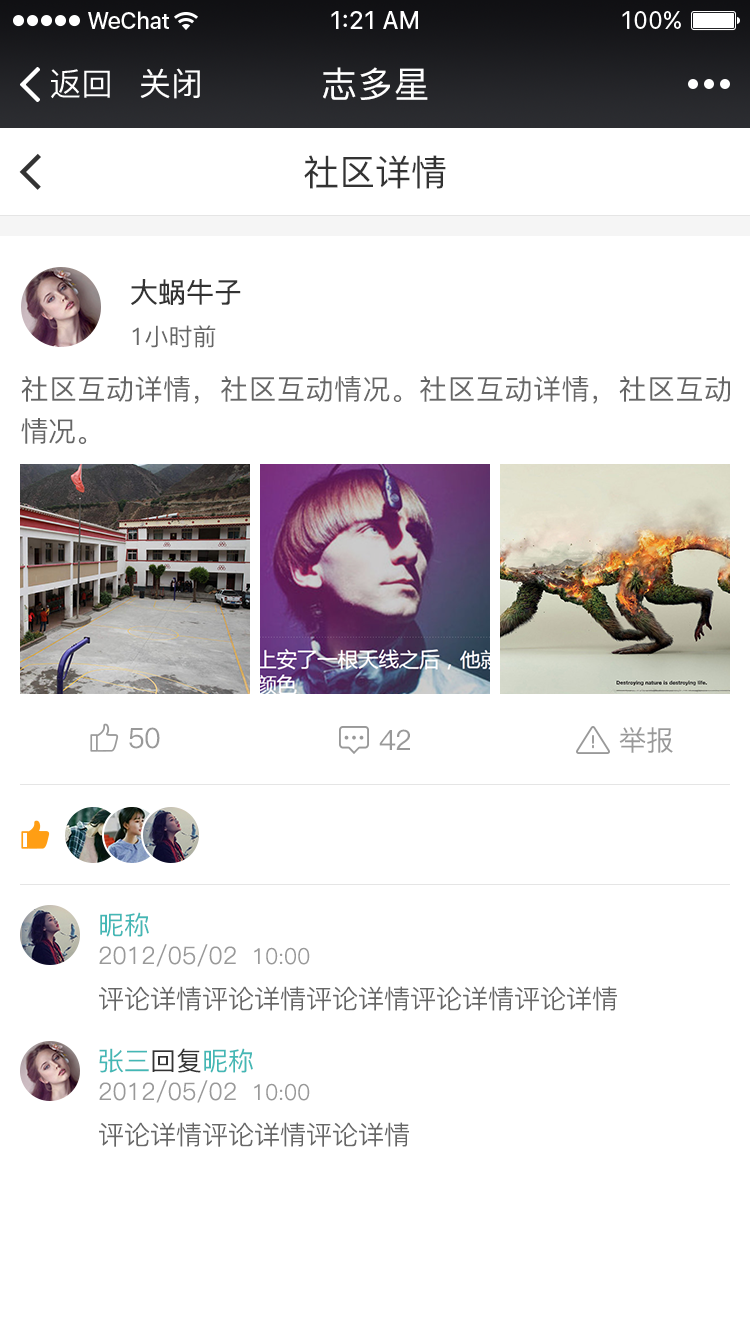 WeChat 1:21 AM 100%
返回 关闭 志多星
社区详情
大蜗牛子
1小时前
社区互动详情，社区互动情况。社区互动详情，社区互动
情况。
上安了一根天线之后，他就
颜色
Destroying nature is destroying life.
50 42 举报
昵称
2012/05/02 10:00
评论详情评论详情评论详情评论详情评论详情
张三回复昵称
2012/05/02 10:00
评论详情评论详情评论详情